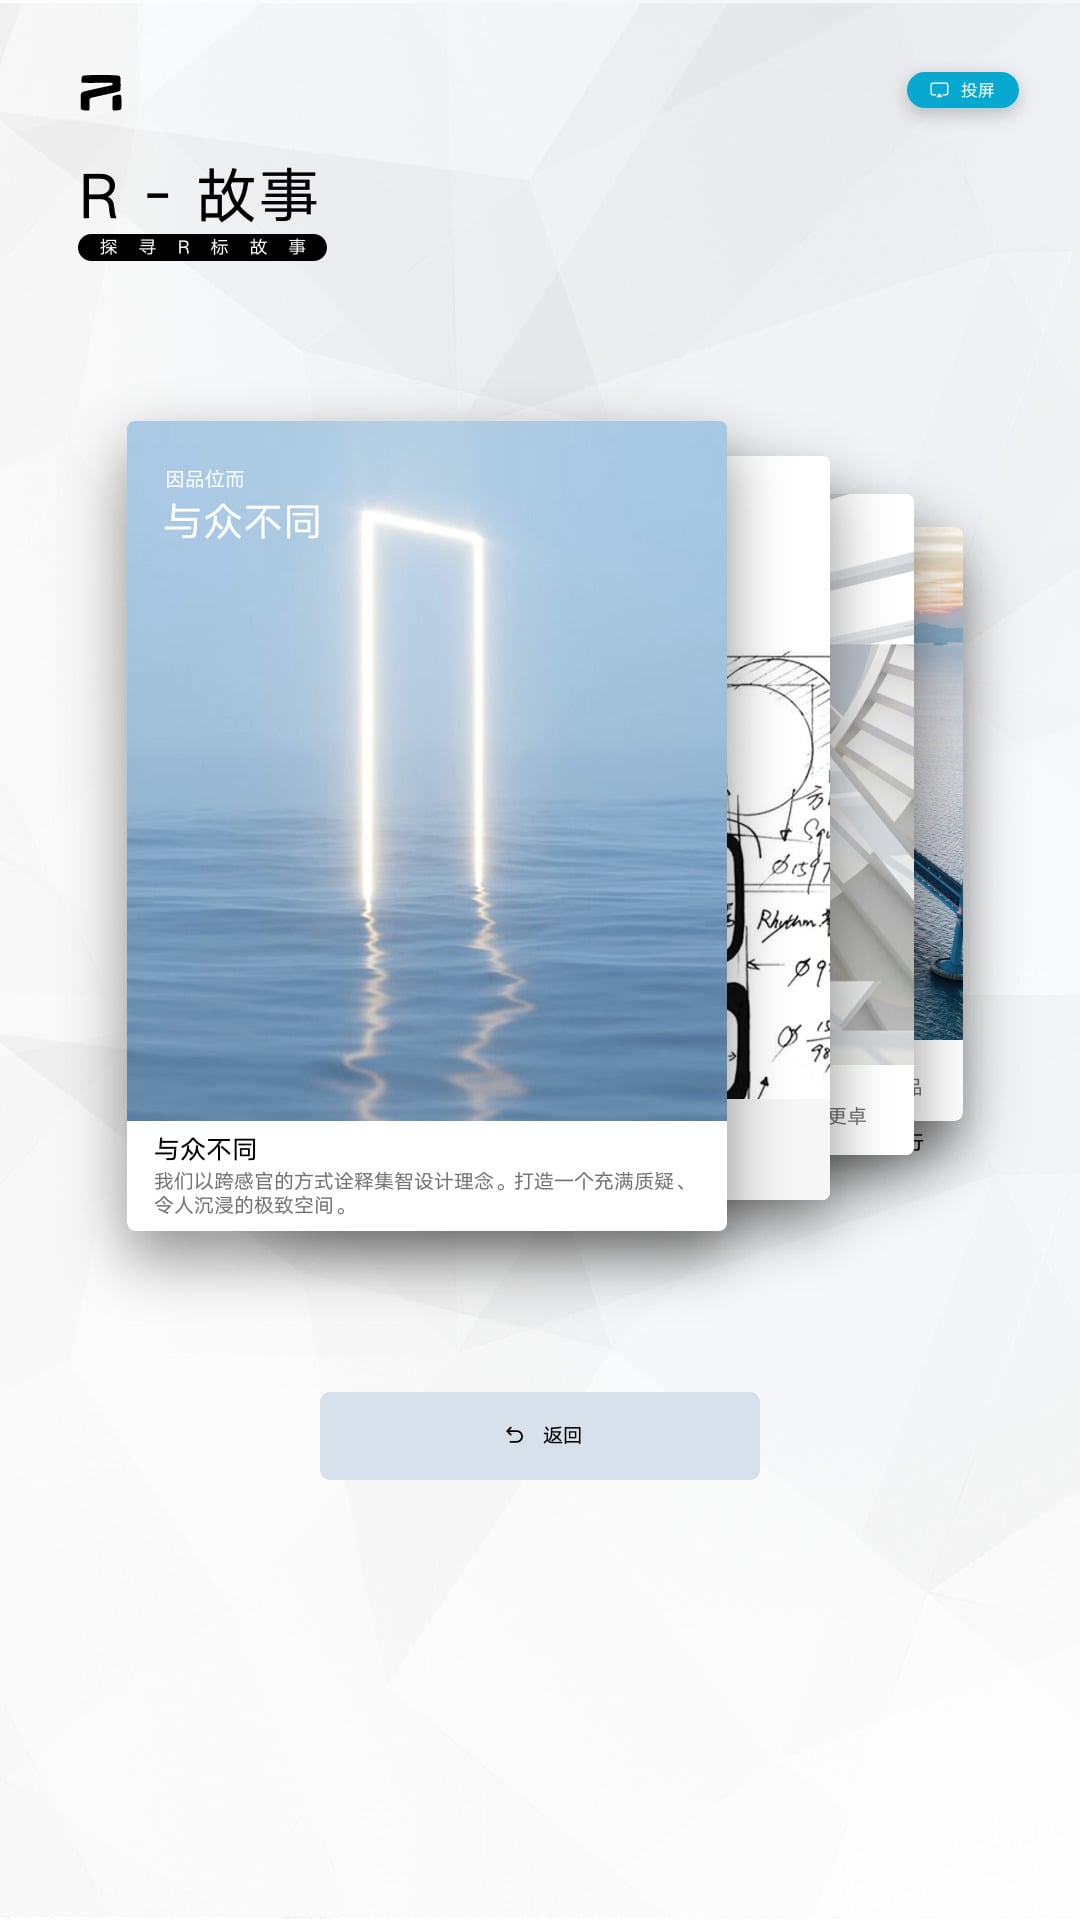 投屏
R - 故事
探寻R标故事
因品位而
与众不同
Rhythm
更卓
与众不同
我们以跨感官的方式诠释集智设计理念。打造一个充满质疑、
令人沉浸的极致空间。
返回